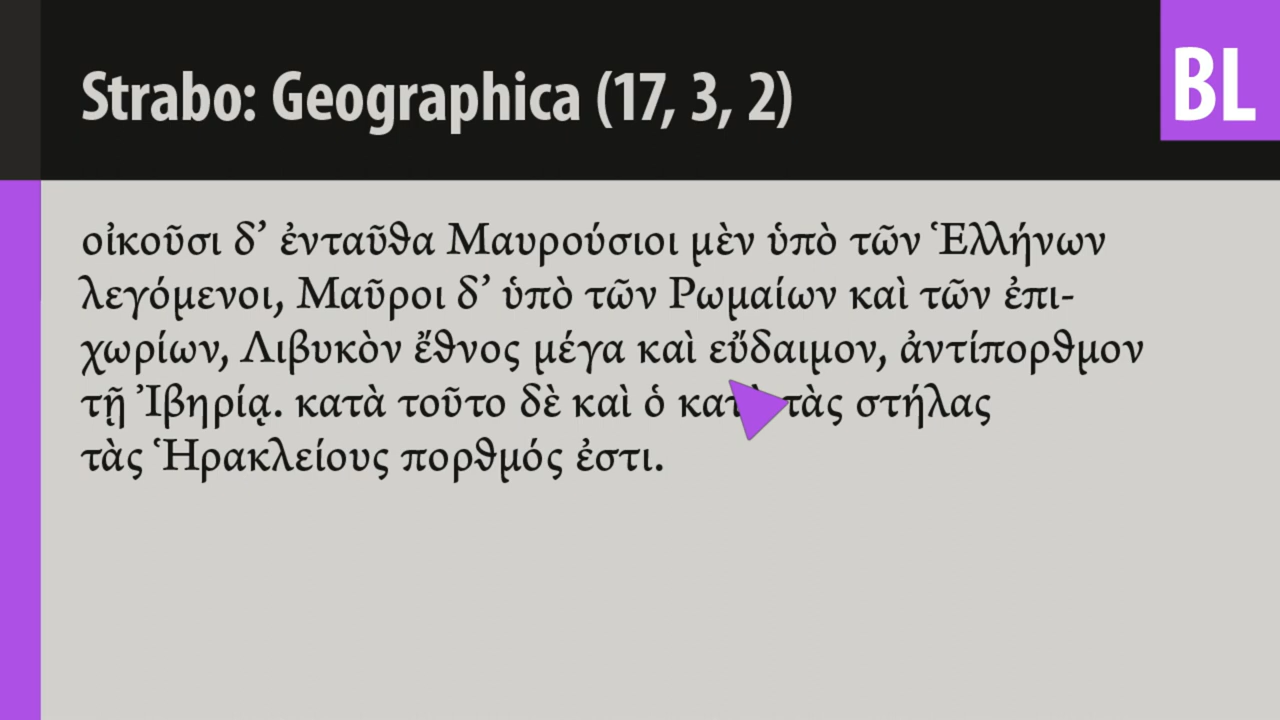 Strabo: Geographica (17, 3, 2)
BL
οἰκοῦσι δ’ ἐνταῦθα Μαυρούσιοι μὲν ὑπὸ τῶν Ἑλλήνων
λεγόμενοι, Μαῦροι δ’ ὑπὸ τῶν Ῥωμαίων καὶ τῶν ἐπι-
χωρίων, Λιβυκὸν ἔθνος μέγα καὶ εὔδαιμον, ἀντίπορθμον
τῇ Ἰβηρίᾳ. κατὰ τοῦτο δὲ καὶ ὁ κατὰ τὰς στήλας
τὰς Ἡρακλείους πορθμός ἐστι.